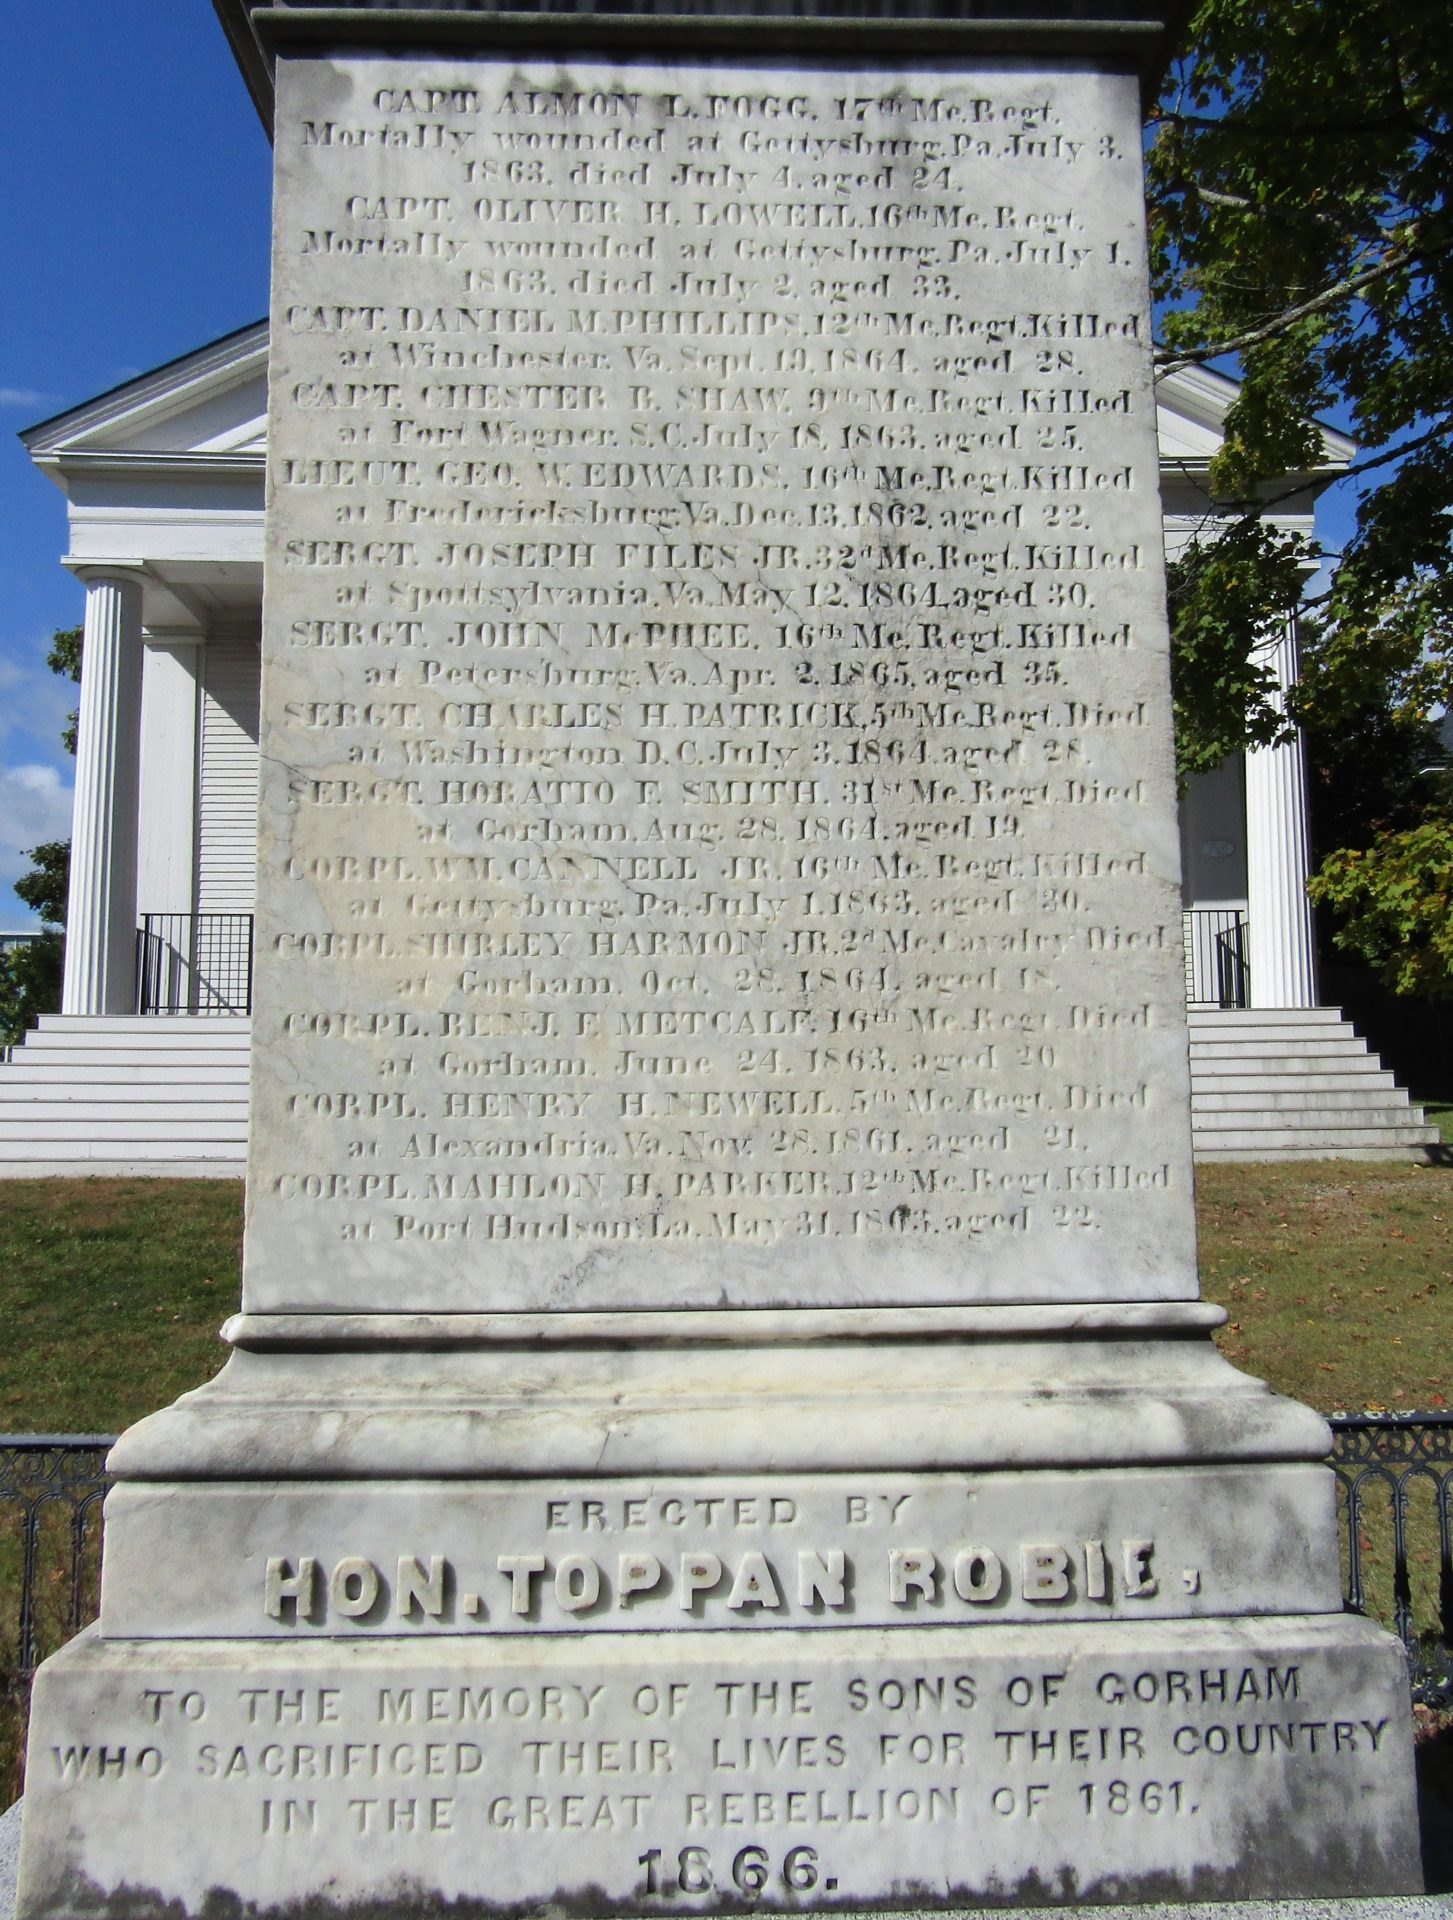 CAPT. ALMON L. FOGG. 17th Me. Regt.
Mortally wounded at Gettysburg, Pa. July 3.
1863. died July 4. aged 24.
CAPT. OLIVER H. LOWELL. 16th Me. Regt.
Mortally wounded at Gettysburg. Pa. July 1.
1863. died July 2. aged 33.
CAPT. DANIEL M. PHILLIPS. 12th Me. Regt. Killed
at Winchester. Va. Sept. 19, 1864. aged 28.
CAPT. CHESTER B. SHAW. 9th Me. Regt. Killed
at Fort Wagner. S.C. July 18, 1863. aged 25.
LIEUT. GEO. W. EDWARDS. 16th Me. Regt. Killed
at Fredericksburg. Va. Dec. 13. 1862. aged 22.
SERGT. JOSEPH FILES JR. 32d Me. Regt. Killed
at Spottsylvania. Va. May 12. 1864. aged 30.
SERGT. JOHN McPHEE. 16th Me. Regt. Killed
at Petersburg. Va. Apr. 2. 1865. aged 35.
SERGT. CHARLES H. PATRICK, 5th Me. Regt. Died
at Washington D.C. July 3. 1864. aged 28.
SERGT. HORATIO F. SMITH. 31st Me. Regt. Died
at Gorham. Aug. 28. 1864. aged 19.
CORPL. WM. CANNELL JR. 16th Me. Regt. Killed
at Gettysburg. Pa. July 1. 1863. aged
CORPL. SHIRLEY HARMON JR. 2d Me. Cavalry Died
at Gorham. Oct. 28. 1864. aged 18.
CORPL. BENJ. F. METCALF. 16th Me. Regt. Died
at Gorham. June 24. 1863. aged 20
CORPL. HENRY H. NEWELL. 5th Me. Regt. Died
at Alexandria. Va. Nov. 28. 1861. aged 21.
CORPL. MAHLON H. PARKER. 12th Me. Regt. Killed
at Port Hudson. La. May 31. 1863. aged 22.
ERECTED BY
HON. TOPPAN ROBIE,
TO THE MEMORY OF THE SONS OF GORHAM
WHO SACRIFICED THEIR LIVES FOR THEIR COUNTRY
IN THE GREAT REBELLION OF 1861.
1866.